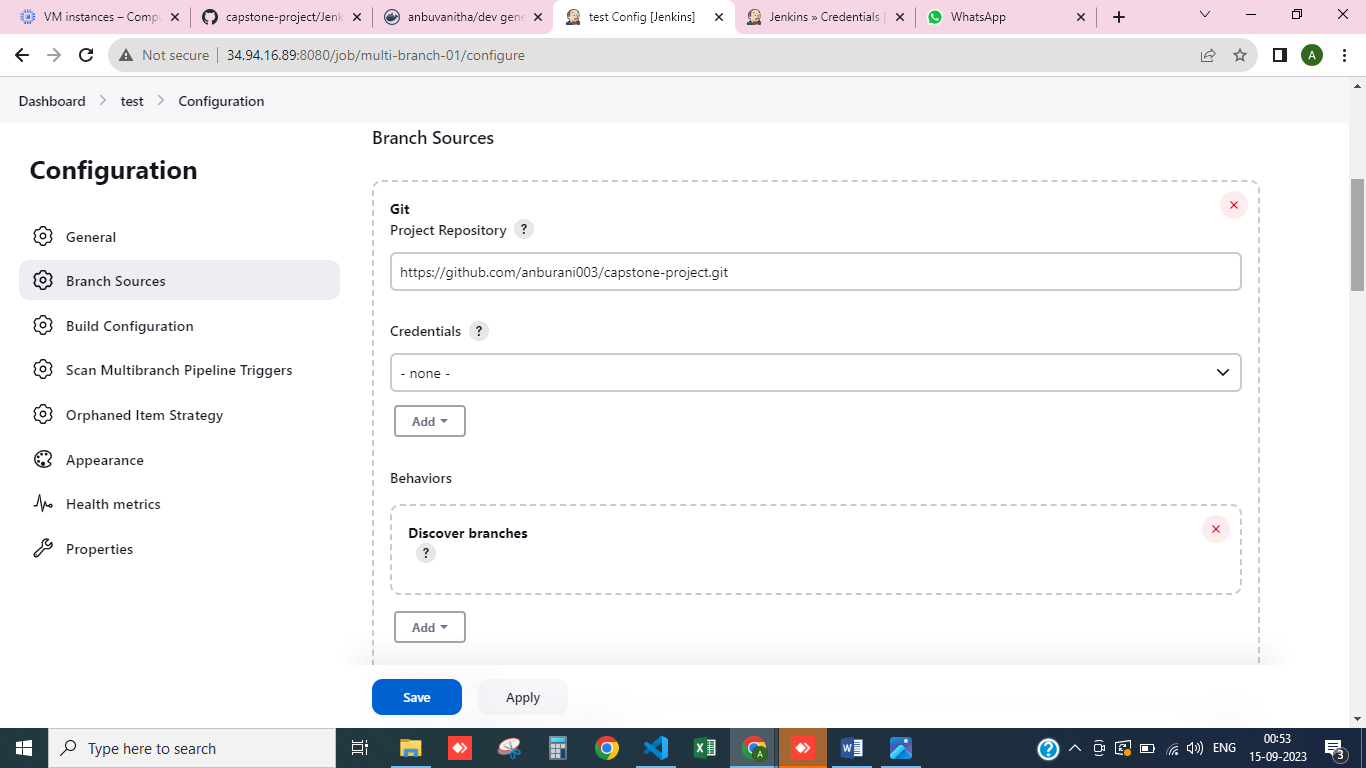 VM instances – Compu
capstone-project/Jenk
anbuvanitha/dev gene
test Config [Jenkins]
Jenkins » Credentials [
WhatsApp
Not secure
34.94.16.89:8080/job/multi-branch-01/configure
A
Dashboard
test
Configuration
Configuration
General
Branch Sources
Build Configuration
Scan Multibranch Pipeline Triggers
Orphaned Item Strategy
Appearance
Health metrics
Properties
Branch Sources
Git
Project Repository ?
https://github.com/anburani003/capstone-project.git
Credentials ?
- none -
Add
Behaviors
Discover branches
?
Add
Save
Apply
Type here to search
ENG
00:53
15-09-2023
3